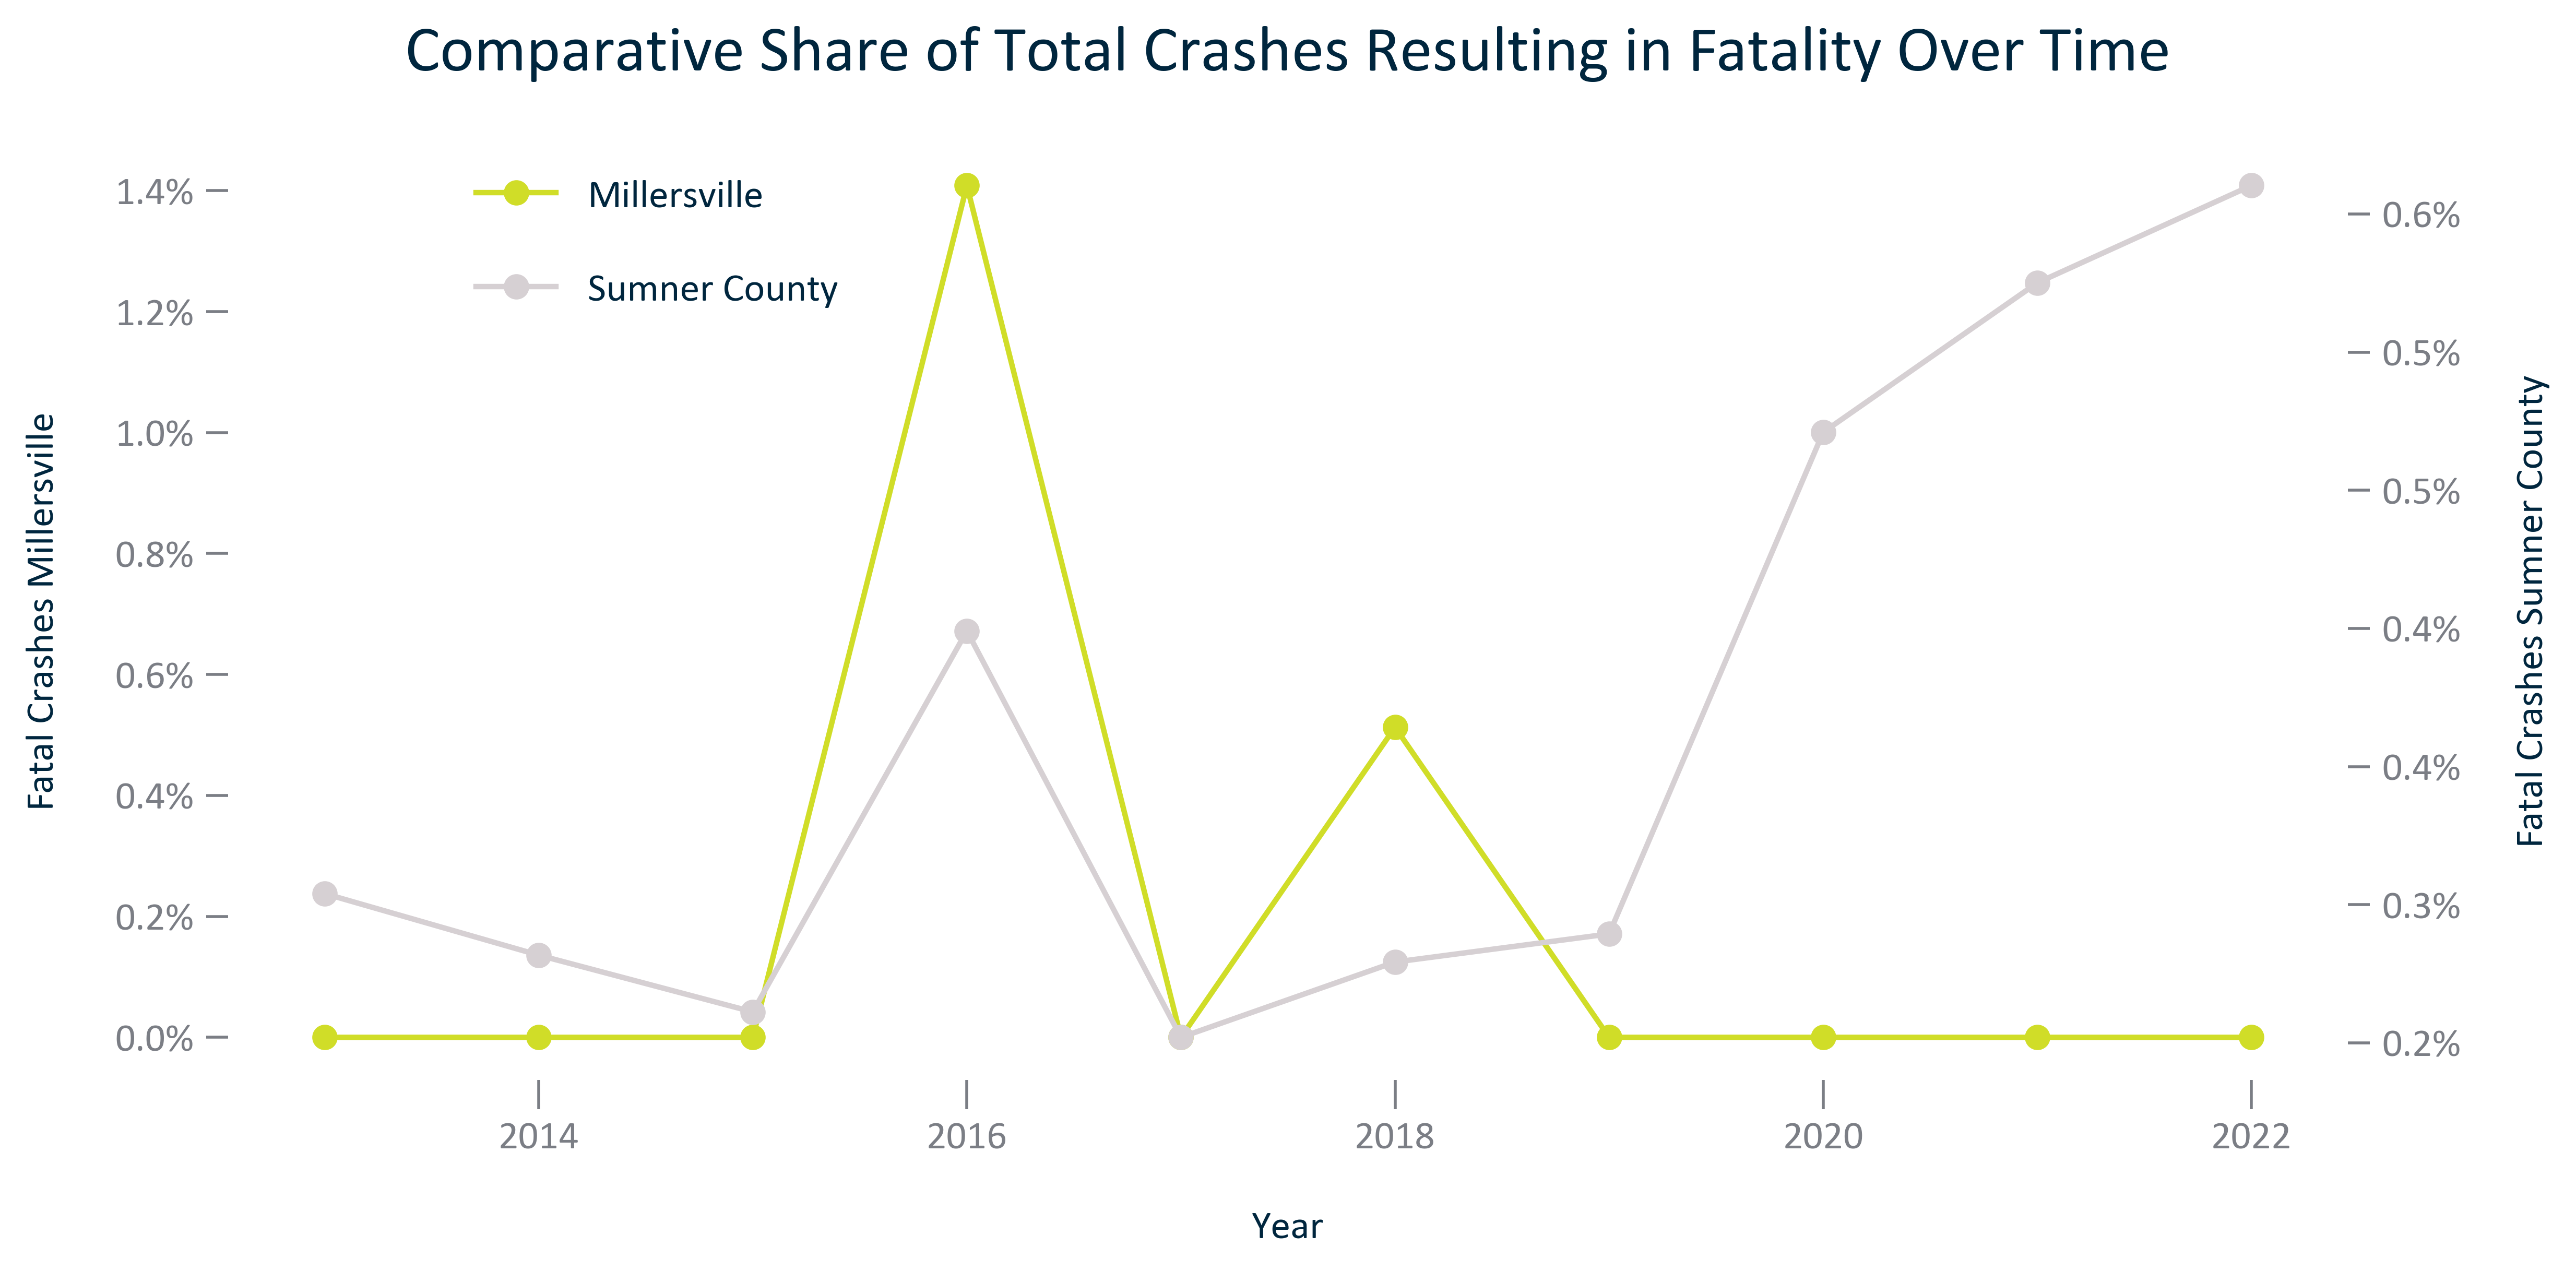 Comparative Share of Total Crashes Resulting in Fatality Over Time
Millersville
Sumner County
Fatal Crashes Millersville
1.4%
1.2%
1.0%
0.8%
0.6%
0.4%
0.2%
0.0%
0.6%
0.5%
0.5%
0.4%
0.4%
0.3%
0.2%
Fatal Crashes Sumner County
2014 2016 2018 2020 2022
Year